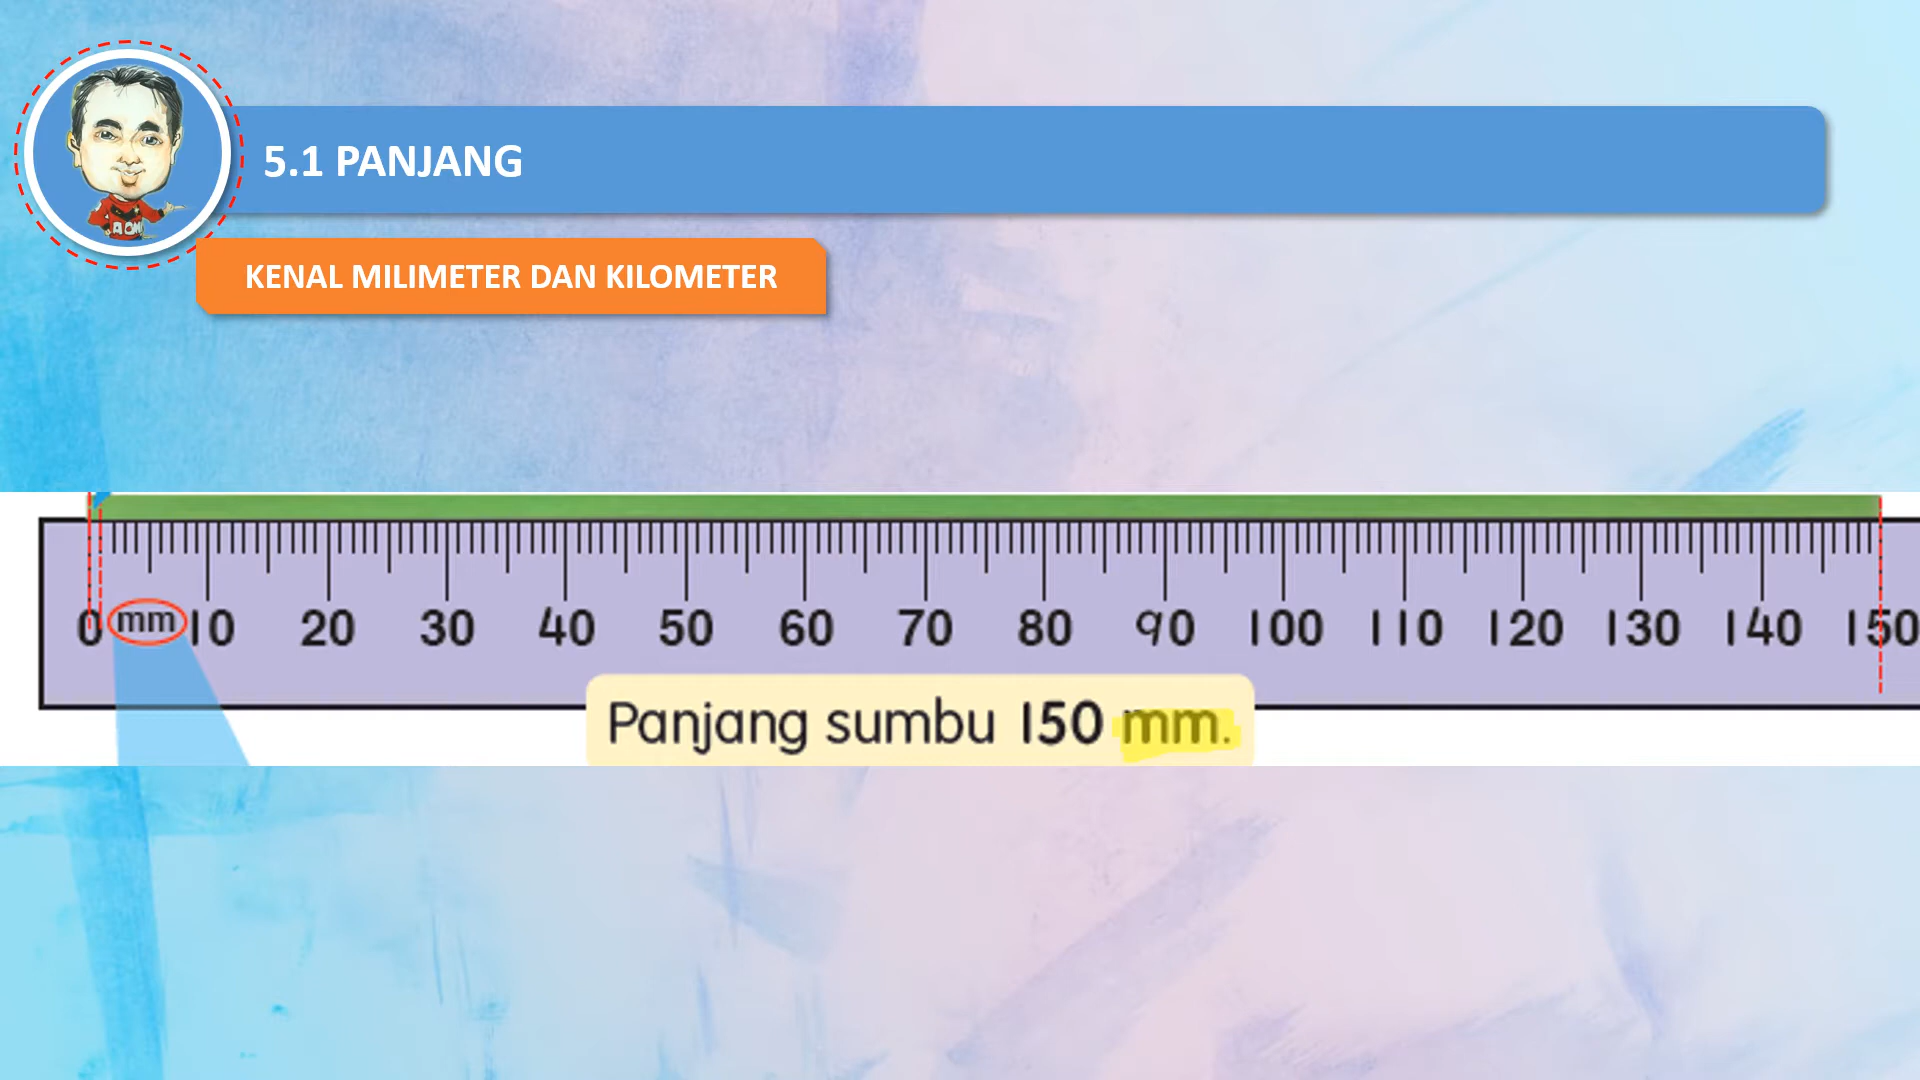 5.1 PANJANG
KENAL MILIMETER DAN KILOMETER
0 mm 10 20 30 40 50 60 70 80 90 100 110 120 130 140 150
Panjang sumbu 150 mm.